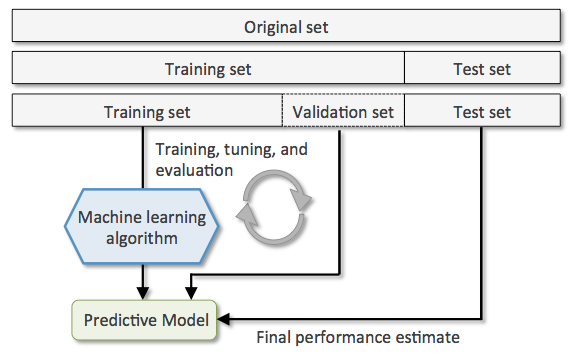 Original set
Training set
Test set
Training set
Validation set
Test set
Training, tuning, and
evaluation
Machine learning
algorithm
Predictive Model
Final performance estimate